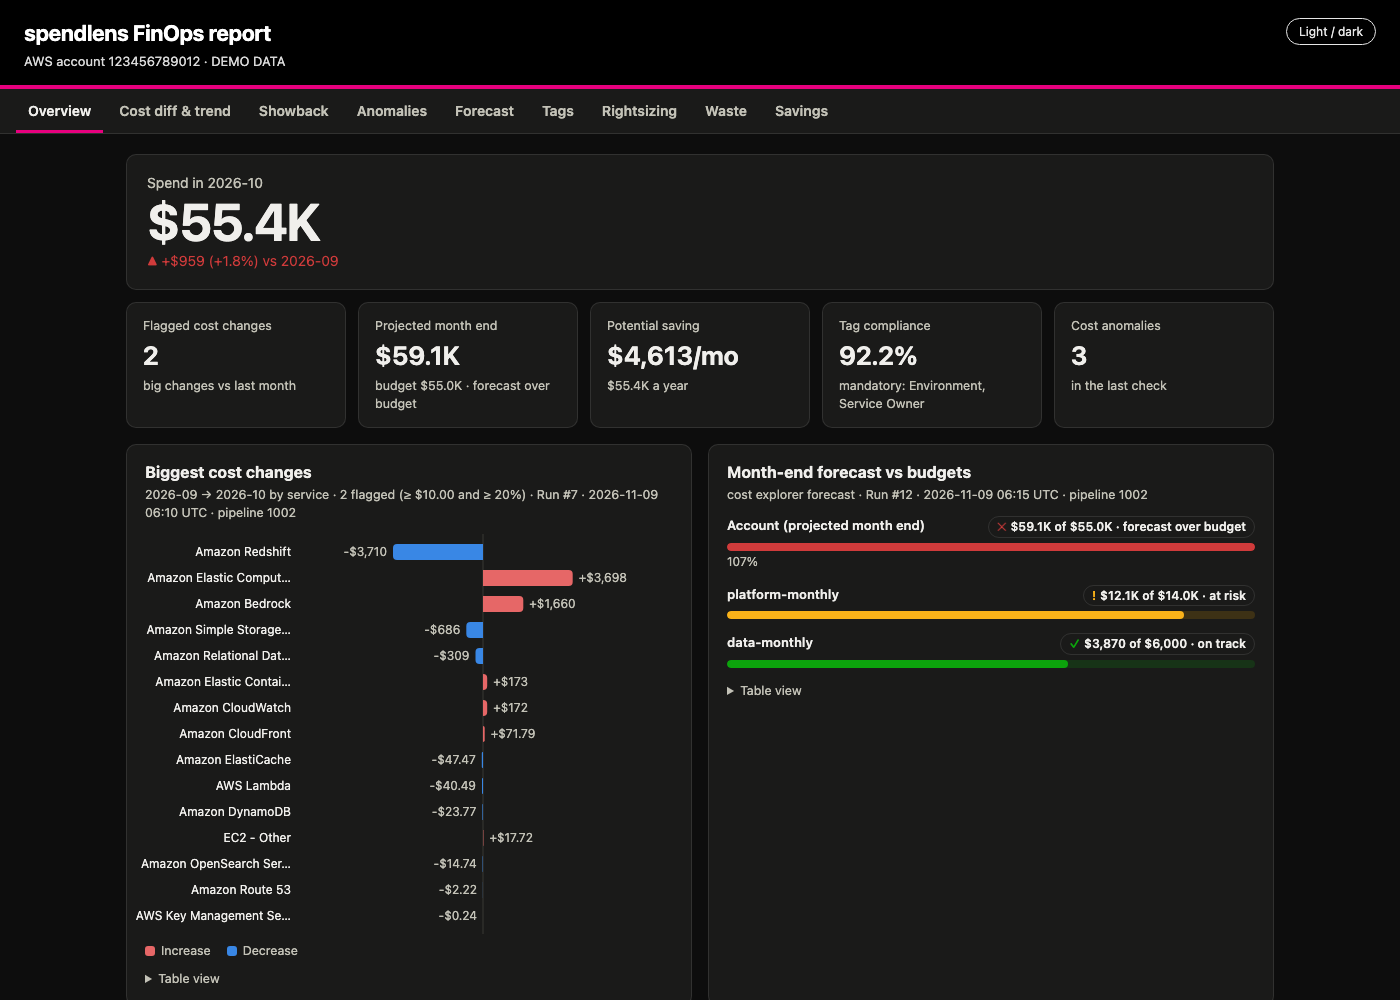 spendlens FinOps report
AWS account 123456789012 · DEMO DATA
Light / dark
Overview
Cost diff & trend
Showback
Anomalies
Forecast
Tags
Rightsizing
Waste
Savings
Spend in 2026-10
$55.4K
▲ +$959 (+1.8%) vs 2026-09
Flagged cost changes
2
big changes vs last month
Projected month end
$59.1K
budget $55.0K · forecast over
budget
Potential saving
$4,613/mo
$55.4K a year
Tag compliance
92.2%
mandatory: Environment,
Service Owner
Cost anomalies
3
in the last check
Biggest cost changes
2026-09 → 2026-10 by service · 2 flagged (≥ $10.00 and ≥ 20%) · Run #7 · 2026-11-09
06:10 UTC · pipeline 1002
Amazon Redshift -$3,710
Amazon Elastic Comput... +$3,698
Amazon Bedrock +$1,660
Amazon Simple Storage... -$686
Amazon Relational Dat... -$309
Amazon Elastic Contai... +$173
Amazon CloudWatch +$172
Amazon CloudFront +$71.79
Amazon ElastiCache -$47.47
AWS Lambda -$40.49
Amazon DynamoDB -$23.77
EC2 - Other +$17.72
Amazon OpenSearch Ser... -$14.74
Amazon Route 53 -$2.22
AWS Key Management Se... -$0.24
Increase
Decrease
▶ Table view
Month-end forecast vs budgets
cost explorer forecast · Run #12 · 2026-11-09 06:15 UTC · pipeline 1002
Account (projected month end)
✕ $59.1K of $55.0K · forecast over budget
107%
platform-monthly
! $12.1K of $14.0K · at risk
data-monthly
✓ $3,870 of $6,000 · on track
▶ Table view